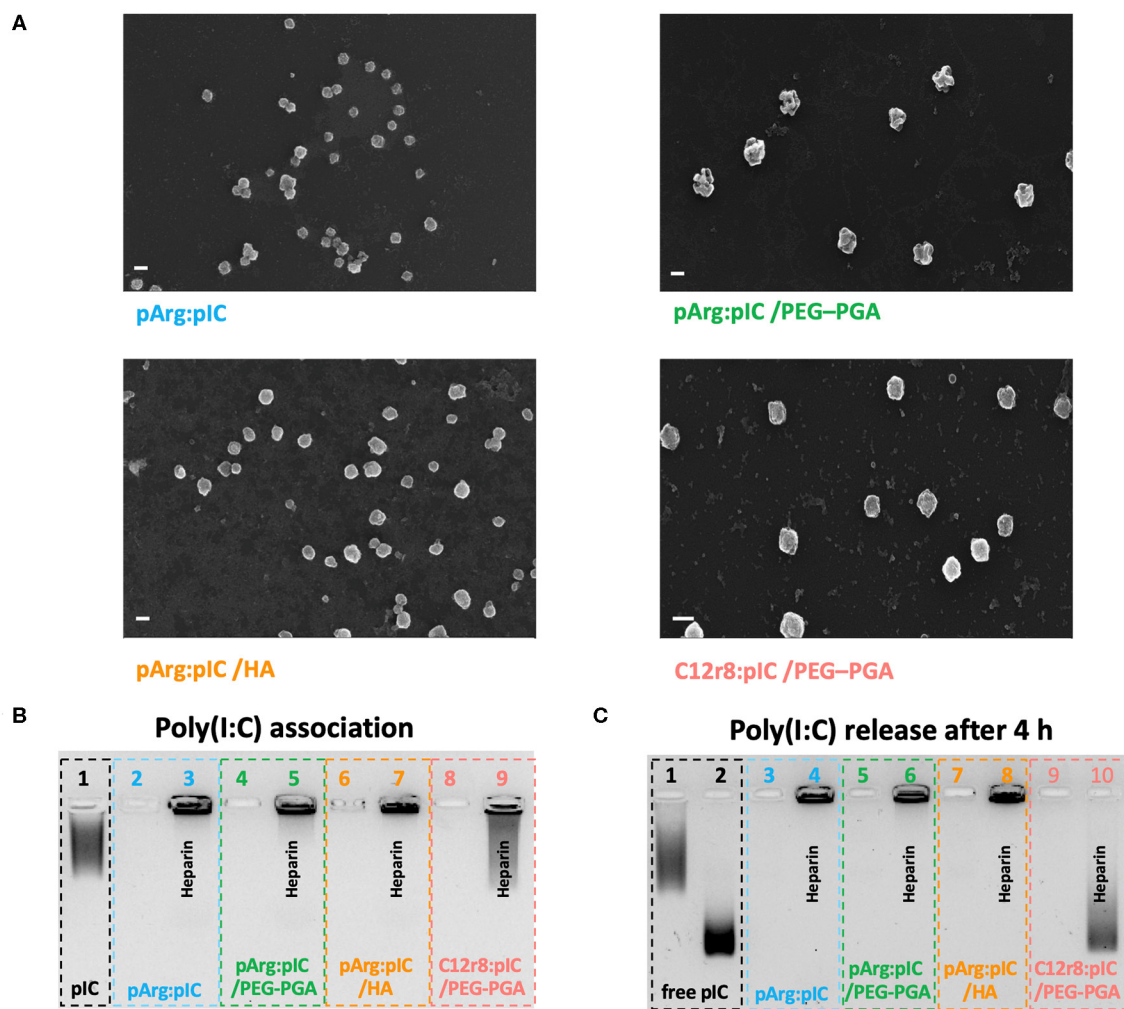 A
pArg:pIC
pArg:pIC /PEG–PGA
pArg:pIC /HA
C12r8:pIC /PEG–PGA
B
Poly(I:C) association
1 2 3 4 5 6 7 8 9
Heparin Heparin Heparin Heparin
pIC
pArg:pIC
pArg:pIC
/PEG-PGA
pArg:pIC
/HA
C12r8:pIC
/PEG-PGA
C
Poly(I:C) release after 4 h
1 2 3 4 5 6 7 8 9 10
Heparin Heparin Heparin Heparin
free pIC
pArg:pIC
pArg:pIC
/PEG-PGA
pArg:pIC
/HA
C12r8:pIC
/PEG-PGA